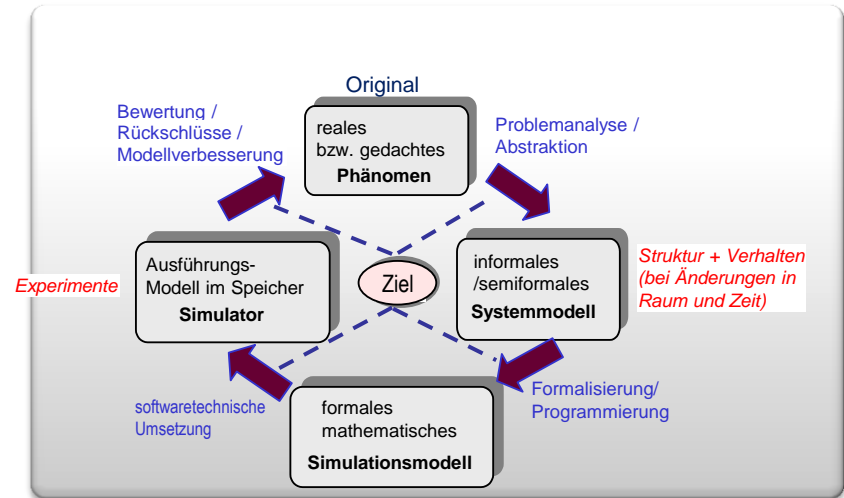 Original
reales
bzw. gedachtes
Phänomen
Bewertung /
Rückschlüsse /
Modellverbesserung
Problemanalyse /
Abstraktion
Experimente
Ausführungs-
Modell im Speicher
Simulator
Ziel
informales
/semiformales
Systemmodell
Struktur + Verhalten
(bei Änderungen in
Raum und Zeit)
softwaretechnische
Umsetzung
formales
mathematisches
Simulationsmodell
Formalisierung/
Programmierung